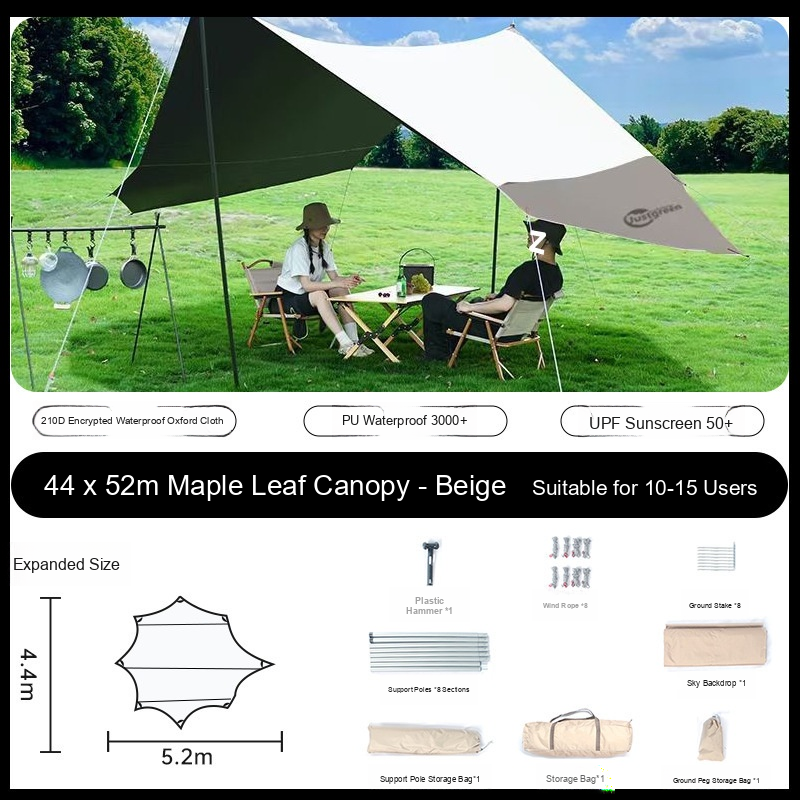 Justgreen
N
210D Encrypted Waterproof Oxford Cloth
PU Waterproof 3000+
UPF Sunscreen 50+
44 x 52m Maple Leaf Canopy - Beige
Suitable for 10-15 Users
Expanded Size
4.4m
5.2m
Plastic
Hammer *1
Wind Rope *8
Ground Stake *8
Support Poles *8 Sections
Sky Backdrop *1
Support Pole Storage Bag*1
Storage Bag*1
Ground Peg Storage Bag *1